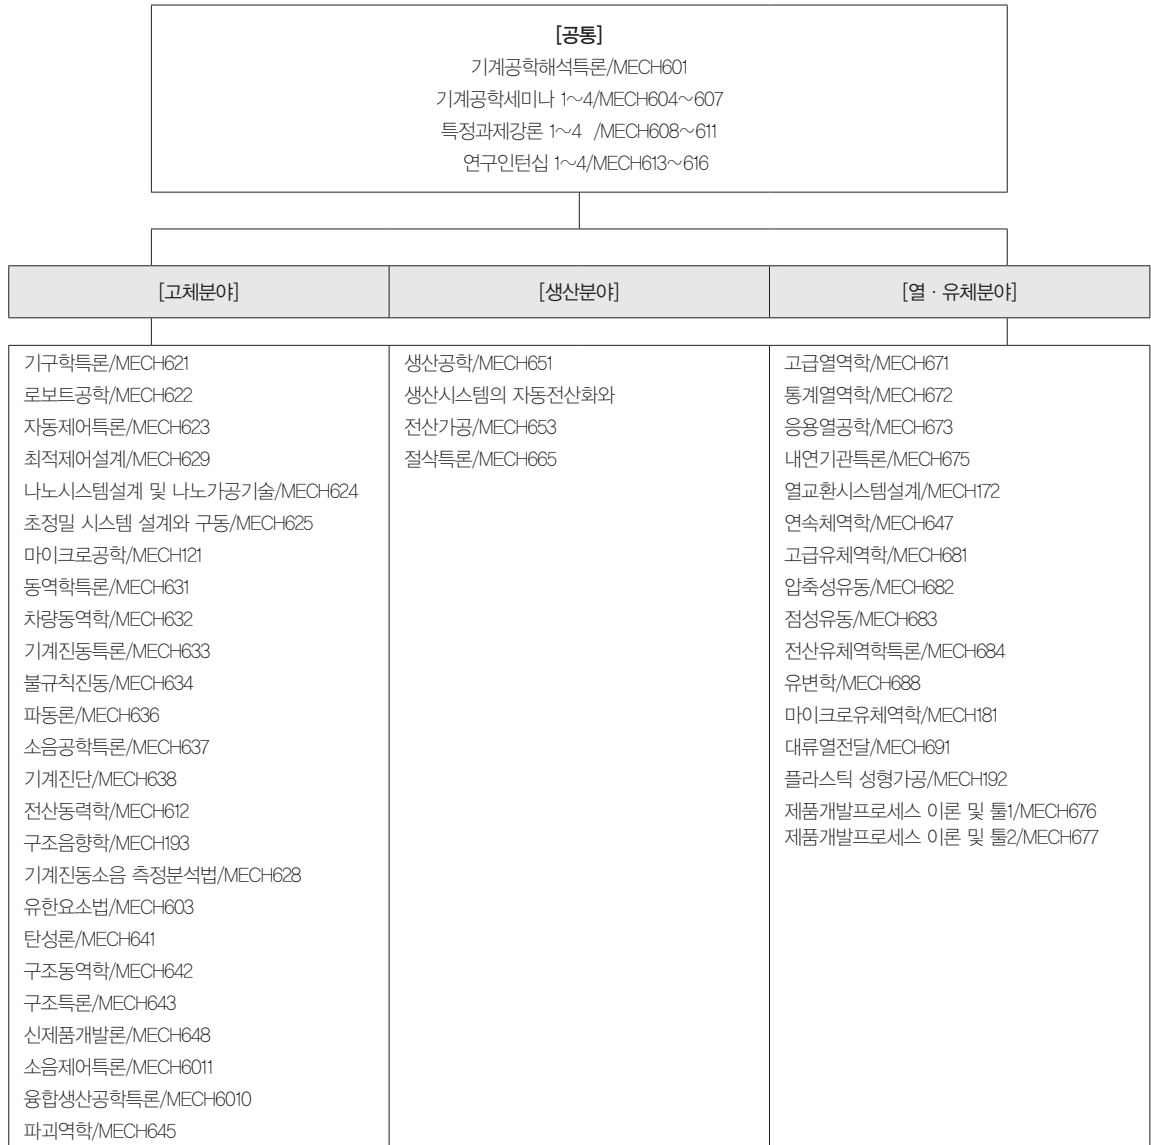 [공통]
기계공학해석특론/MECH601
기계공학세미나 1~4/MECH604~607
특정과제강론 1~4 /MECH608~611
연구인턴십 1~4/MECH613~616
[고체분야]
[생산분야]
[열 · 유체분야]
기구학특론/MECH621
로보트공학/MECH622
자동제어특론/MECH623
최적제어설계/MECH629
나노시스템설계 및 나노가공기술/MECH624
초정밀 시스템 설계와 구동/MECH625
마이크로공학/MECH121
동역학특론/MECH631
차량동역학/MECH632
기계진동특론/MECH633
불규칙진동/MECH634
파동론/MECH636
소음공학특론/MECH637
기계진단/MECH638
전산동력학/MECH612
구조음향학/MECH193
기계진동소음 측정분석법/MECH628
유한요소법/MECH603
탄성론/MECH641
구조동역학/MECH642
구조특론/MECH643
신제품개발론/MECH648
소음제어특론/MECH6011
융합생산공학특론/MECH6010
파괴역학/MECH645
생산공학/MECH651
생산시스템의 자동전산화와
전산가공/MECH653
절삭특론/MECH665
고급열역학/MECH671
통계열역학/MECH672
응용열공학/MECH673
내연기관특론/MECH675
열교환시스템설계/MECH172
연속체역학/MECH647
고급유체역학/MECH681
압축성유동/MECH682
점성유동/MECH683
전산유체역학특론/MECH684
유변학/MECH688
마이크로유체역학/MECH181
대류열전달/MECH691
플라스틱 성형가공/MECH192
제품개발프로세스 이론 및 툴1/MECH676
제품개발프로세스 이론 및 툴2/MECH677